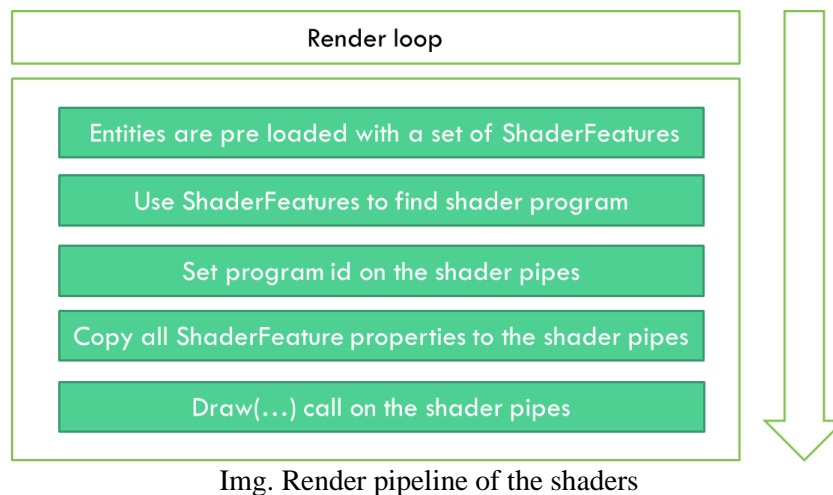 Render loop
Entities are pre loaded with a set of ShaderFeatures
Use ShaderFeatures to find shader program
Set program id on the shader pipes
Copy all ShaderFeature properties to the shader pipes
Draw(...) call on the shader pipes
Img. Render pipeline of the shaders